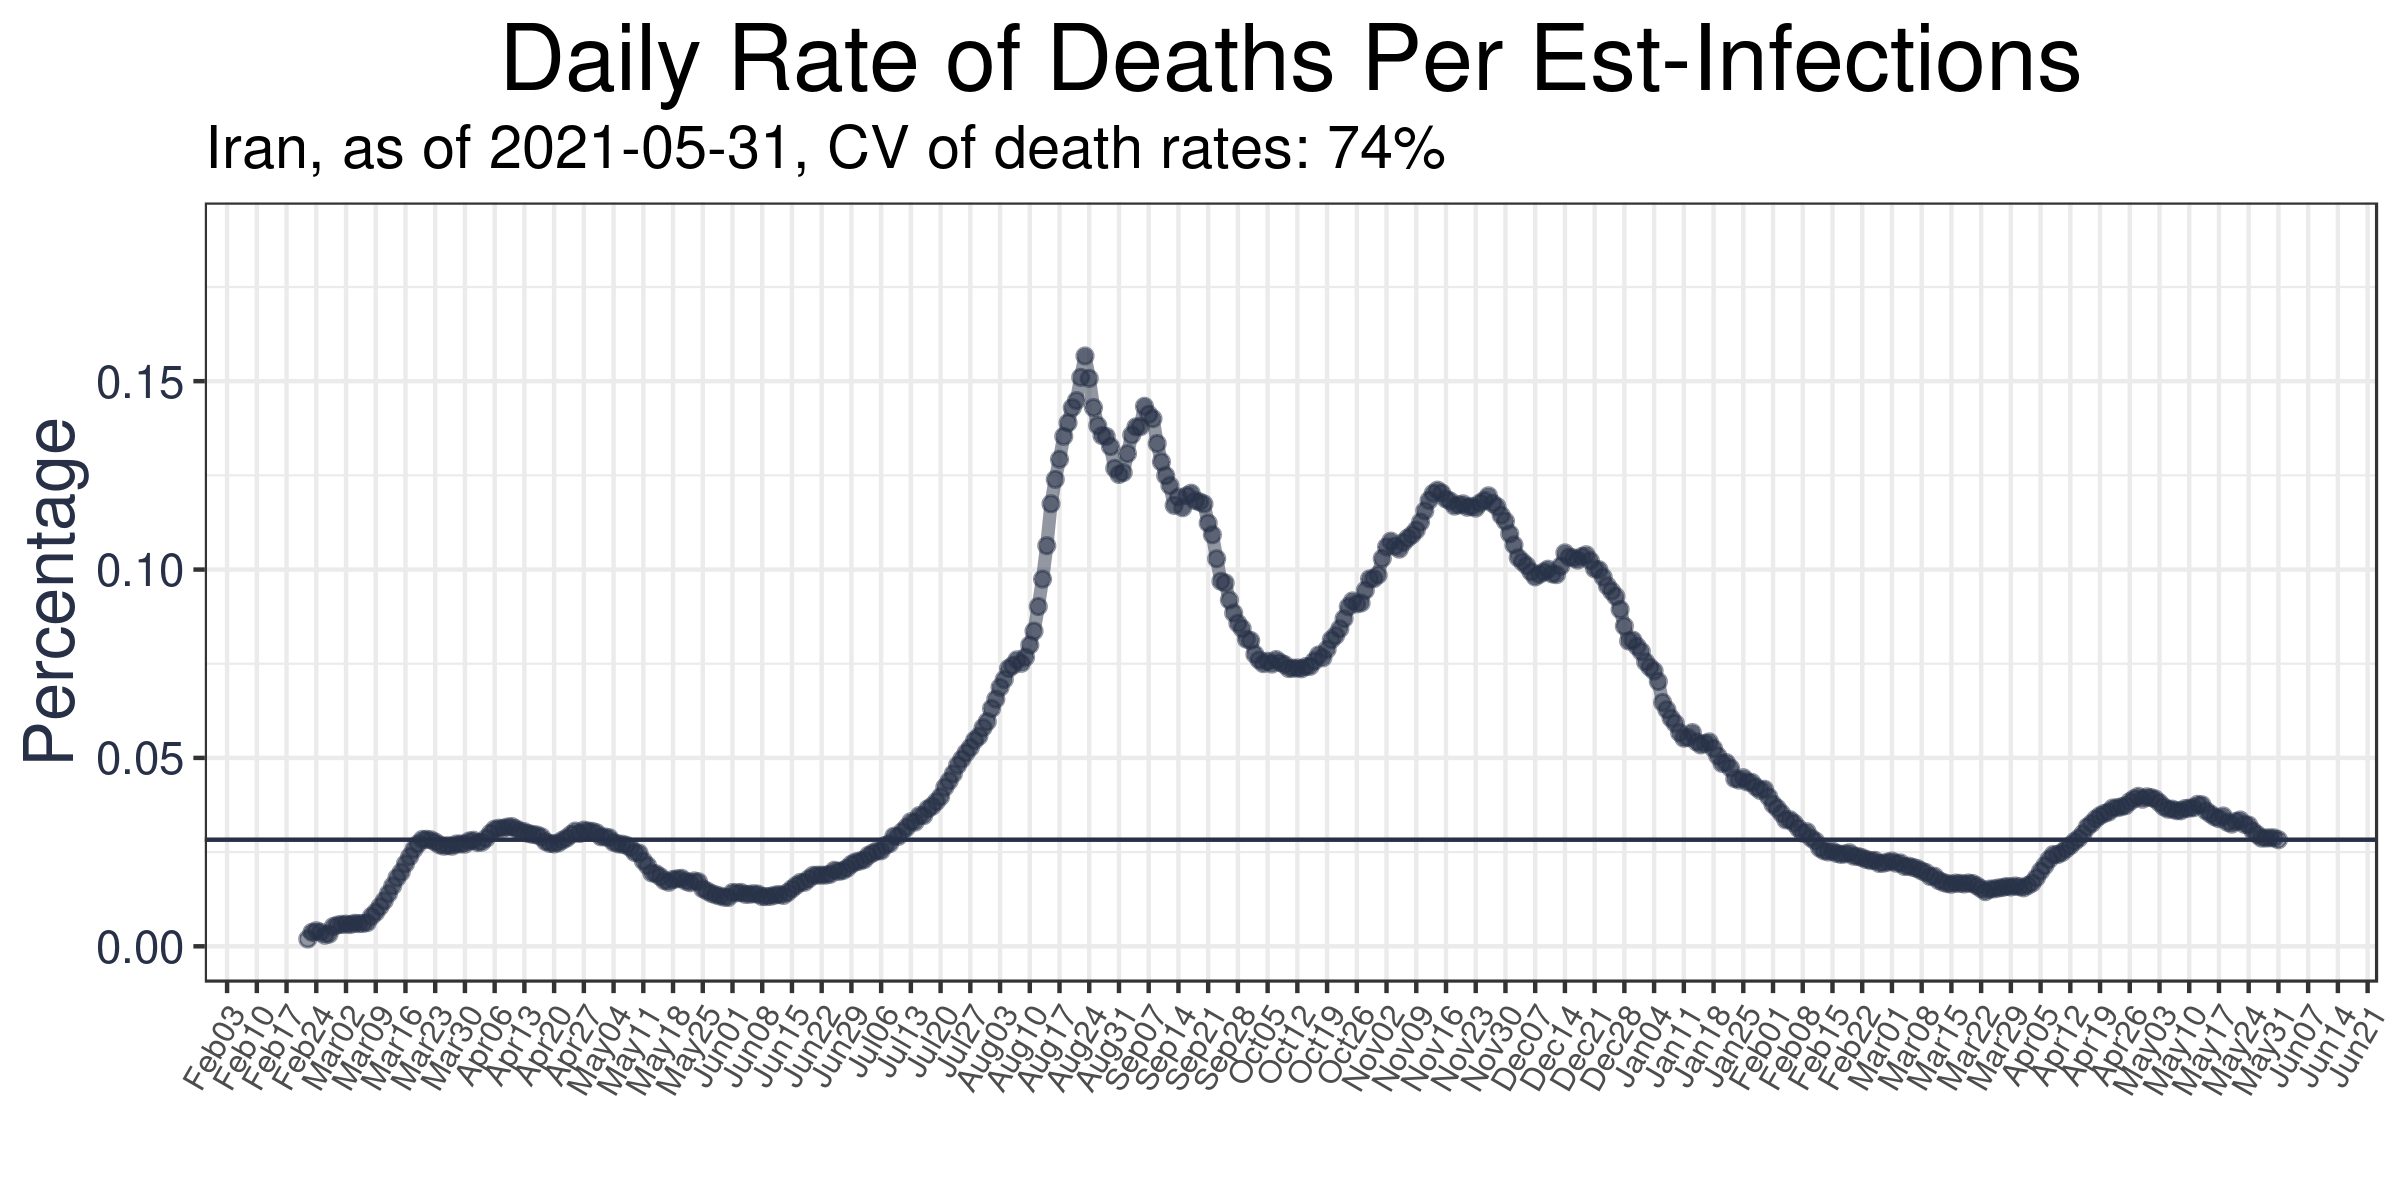 Daily Rate of Deaths Per Est-Infections
Iran, as of 2021-05-31, CV of death rates: 74%
Percentage
0.15
0.10
0.05
0.00
Feb03
Feb10
Feb17
Feb24
Mar02
Mar09
Mar16
Mar23
Mar30
Apr06
Apr13
Apr20
Apr27
May04
May11
May18
May25
Jun01
Jun08
Jun15
Jun22
Jun29
Jul06
Jul13
Jul20
Jul27
Aug03
Aug10
Aug17
Aug24
Aug31
Sep07
Sep14
Sep21
Sep28
Oct05
Oct12
Oct19
Oct26
Nov02
Nov09
Nov16
Nov23
Nov30
Dec07
Dec14
Dec21
Dec28
Jan04
Jan11
Jan18
Jan25
Feb01
Feb08
Feb15
Feb22
Mar01
Mar08
Mar15
Mar22
Mar29
Apr05
Apr12
Apr19
Apr26
May03
May10
May17
May24
May31
Jun07
Jun14
Jun21